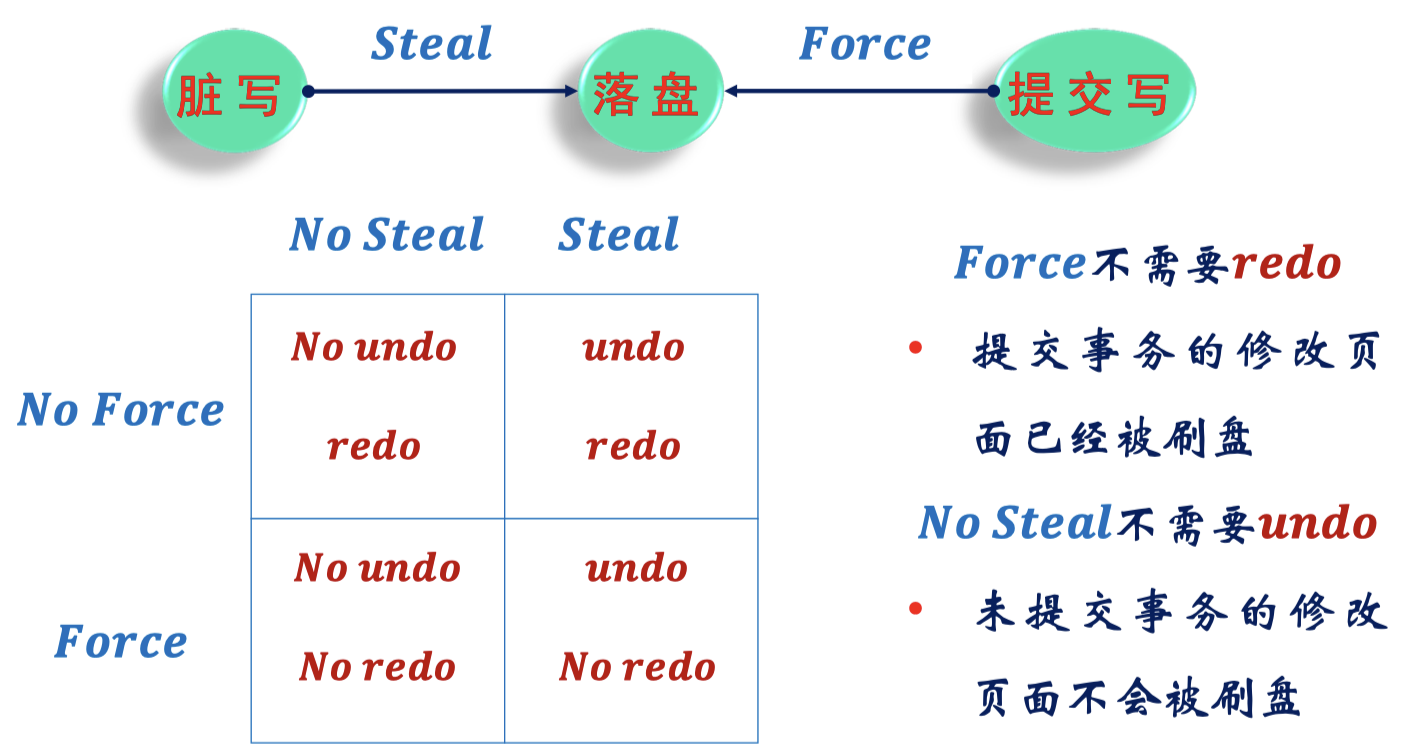 Steal
Force
脏写
落盘
提交写
No Steal
Steal
No Force
No undo
undo
redo
redo
Force
No undo
undo
No redo
No redo
Force不需要redo
• 提交事务的修改页
面已经被刷盘
No Steal不需要undo
• 未提交事务的修改
页面不会被刷盘